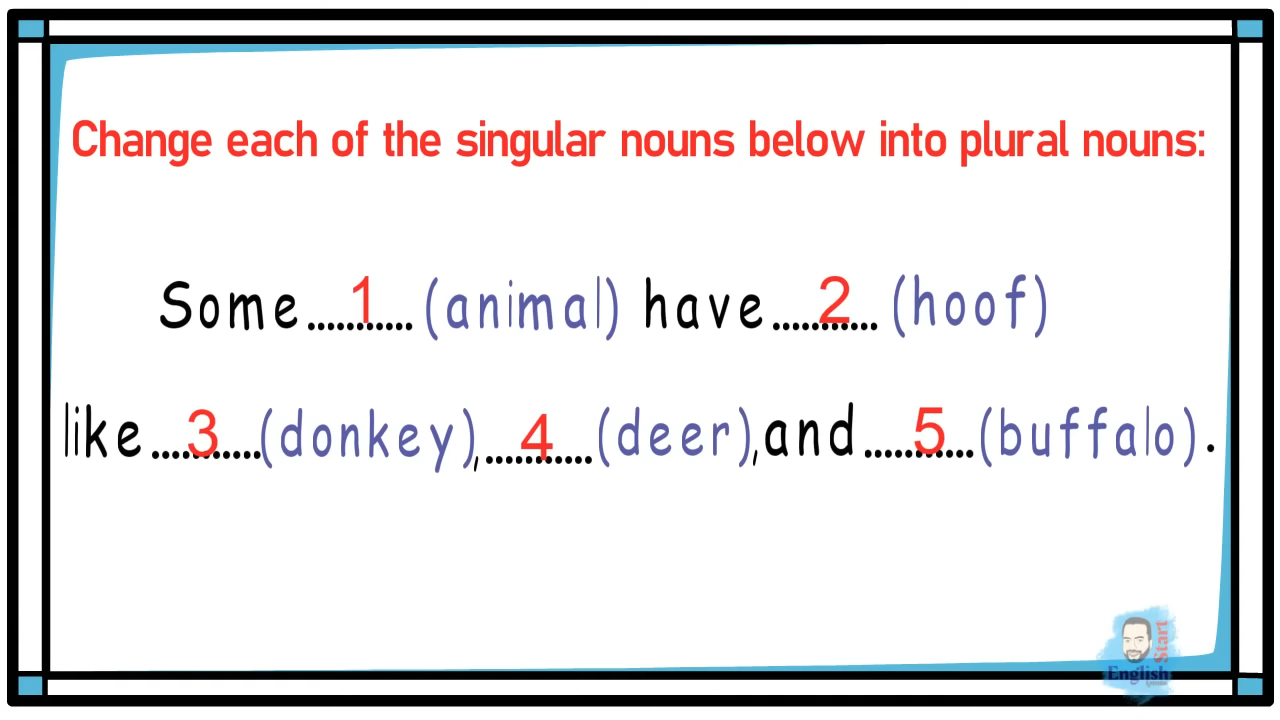 Change each of the singular nouns below into plural nouns:
Some...........1 (animal) have...........2 (hoof)
like...........3 (donkey),...........4 (deer),and...........5 (buffalo).
English
Start